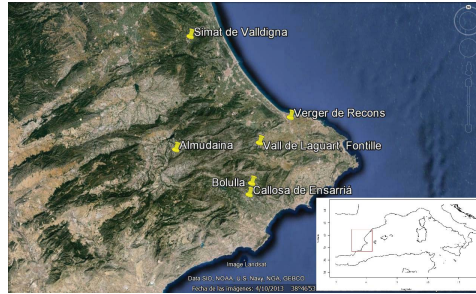 Simat de Valldigna
Verger de Recons
Almudaina
Vall de Laguart, Fontille
Bolulla
Callosa de Ensarriá
Image Landsat
Data SIO, NOAA, U.S. Navy, NGA, GEBCO
Fecha de las imágenes: 4/10/2013